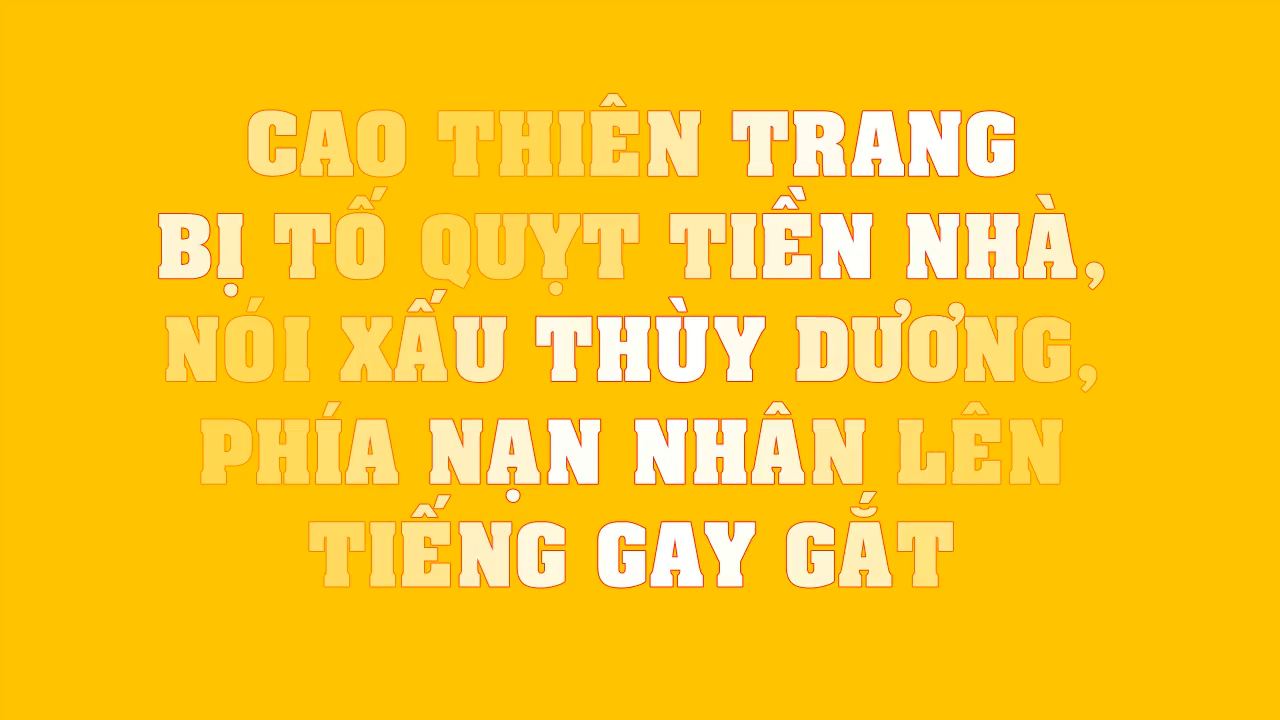 CAO THIÊN TRANG
BỊ TỐ QUỴT TIỀN NHÀ,
NÓI XẤU THÙY DƯƠNG,
PHÍA NẠN NHÂN LÊN
TIẾNG GAY GẮT